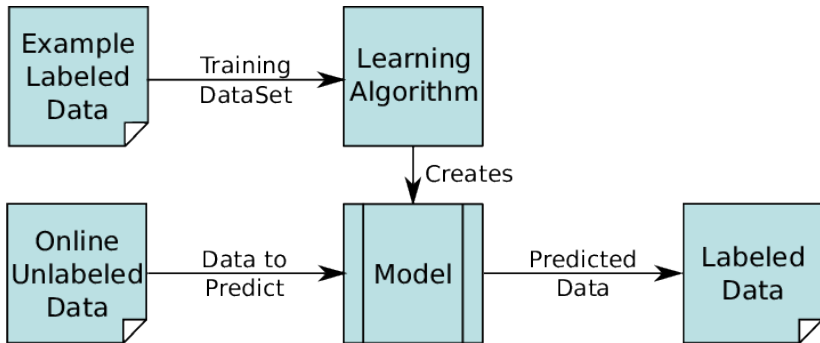 Example
Labeled
Data
Training
DataSet
Learning
Algorithm
Creates
Online
Unlabeled
Data
Data to
Predict
Model
Predicted
Data
Labeled
Data